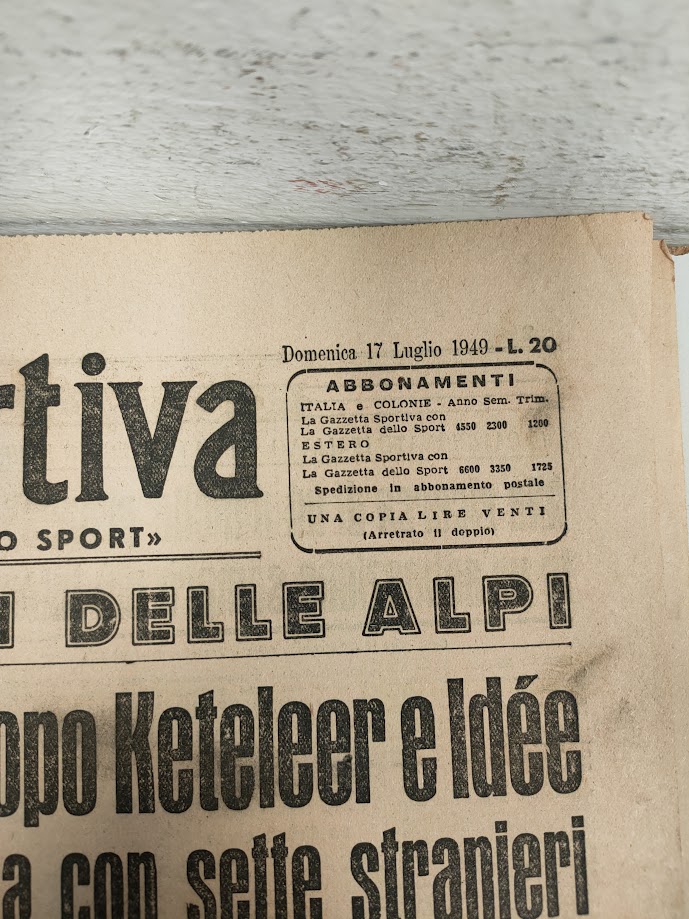 Domenica 17 Luglio 1949 - L. 20
rtiva
ABBONAMENTI
ITALIA e COLONIE - Anno Sem. Trim.
La Gazzetta Sportiva con
La Gazzetta dello Sport 4550 2300 1200
ESTERO
La Gazzetta Sportiva con
La Gazzetta dello Sport 6600 3350 1725
Spedizione in abbonamento postale
UNA COPIA LIRE VENTI
(Arretrato il doppio)
O SPORT»
I DELLE ALPI
opo Keteleer e Idée
a con sette stranieri